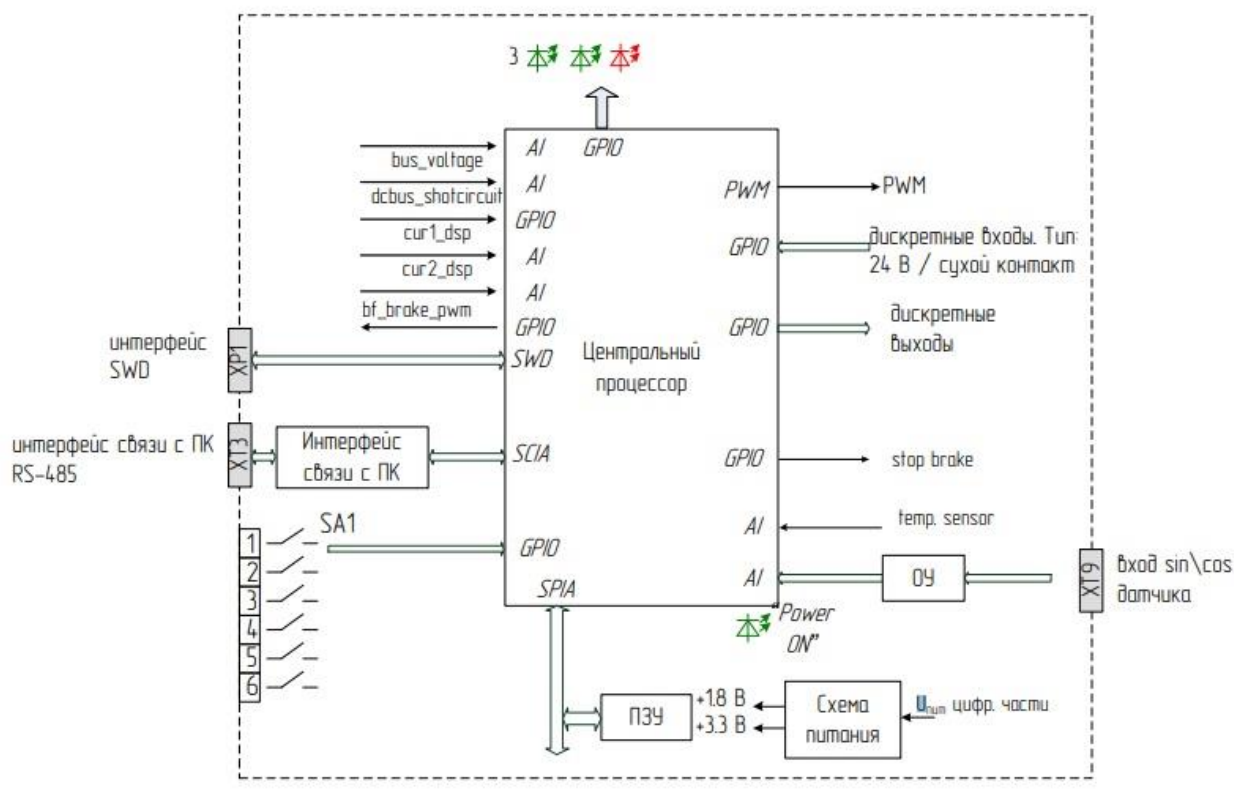 3
AI
GPIO
bus_voltage
AI
dcbus_shotcircuit
GPIO
cur1_dsp
AI
cur2_dsp
AI
bf_brake_pwm
GPIO
интерфейс
SWD
XP1
SWD
Центральный
процессор
PWM
PWM
GPIO
дискретные входы. Тип:
24 В / сухой контакт
GPIO
дискретные
выходы
интерфейс связи с ПК
RS-485
XT3
Интерфейс
связи с ПК
SCIA
GPIO
stop brake
SA1
1
2
3
4
5
6
GPIO
SPIA
AI
temp. sensor
AI
ОУ
XT9
вход sin\cos
датчика
"Power
ON"
ПЗУ
+1.8 В
+3.3 В
Схема
питания
Uпит цифр. части